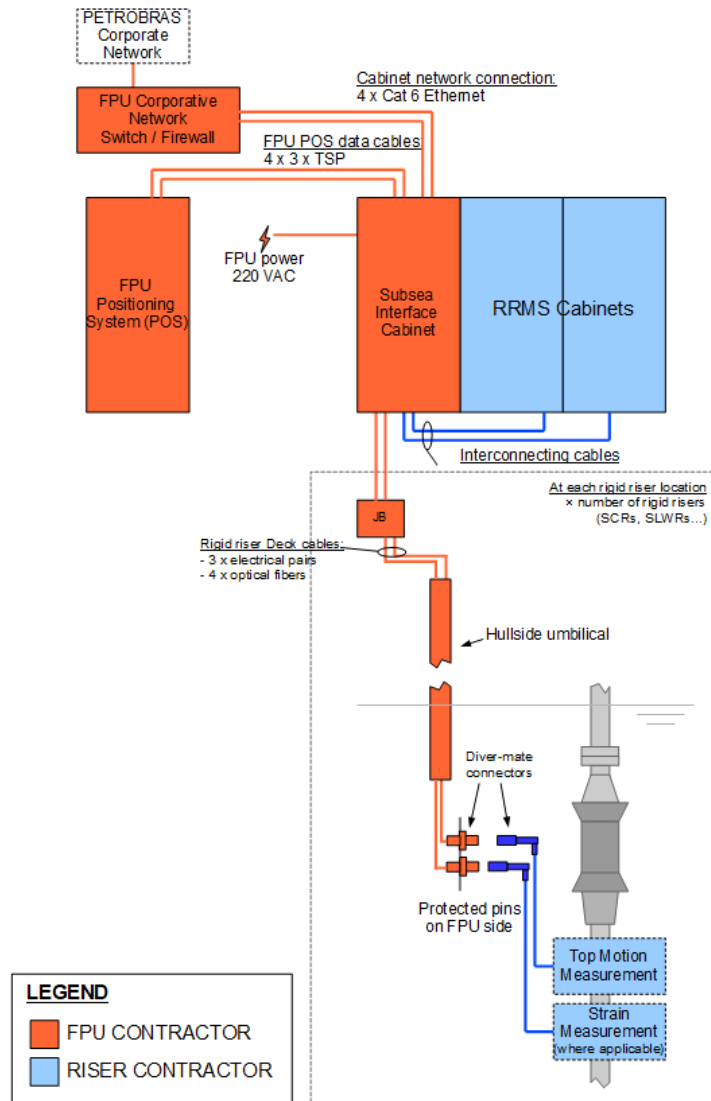 PETROBRAS
Corporate
Network
FPU Corporative
Network
Switch / Firewall
Cabinet network connection:
4 x Cat 6 Ethernet
FPU POS data cables:
4 x 3 x TSP
FPU
Positioning
System (POS)
FPU power
220 VAC
Subsea
Interface
Cabinet
RRMS Cabinets
Interconnecting cables
At each rigid riser location
× number of rigid risers
(SCRs, SLWRs...)
JB
Rigid riser Deck cables:
- 3 x electrical pairs
- 4 x optical fibers
Hullside umbilical
Diver-mate
connectors
Protected pins
on FPU side
Top Motion
Measurement
Strain
Measurement
(where applicable)
LEGEND
FPU CONTRACTOR
RISER CONTRACTOR